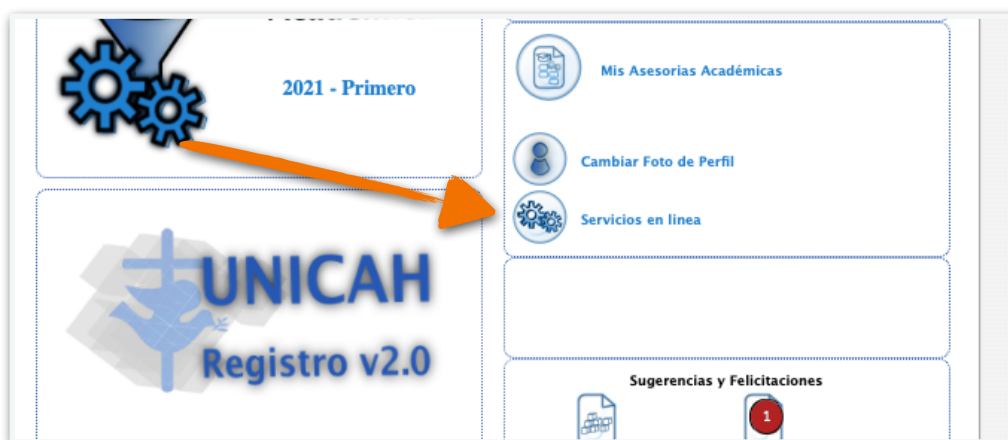 2021 - Primero
UNICAH
Registro v2.0
Mis Asesorias Académicas
Cambiar Foto de Perfil
Servicios en linea
Sugerencias y Felicitaciones
1